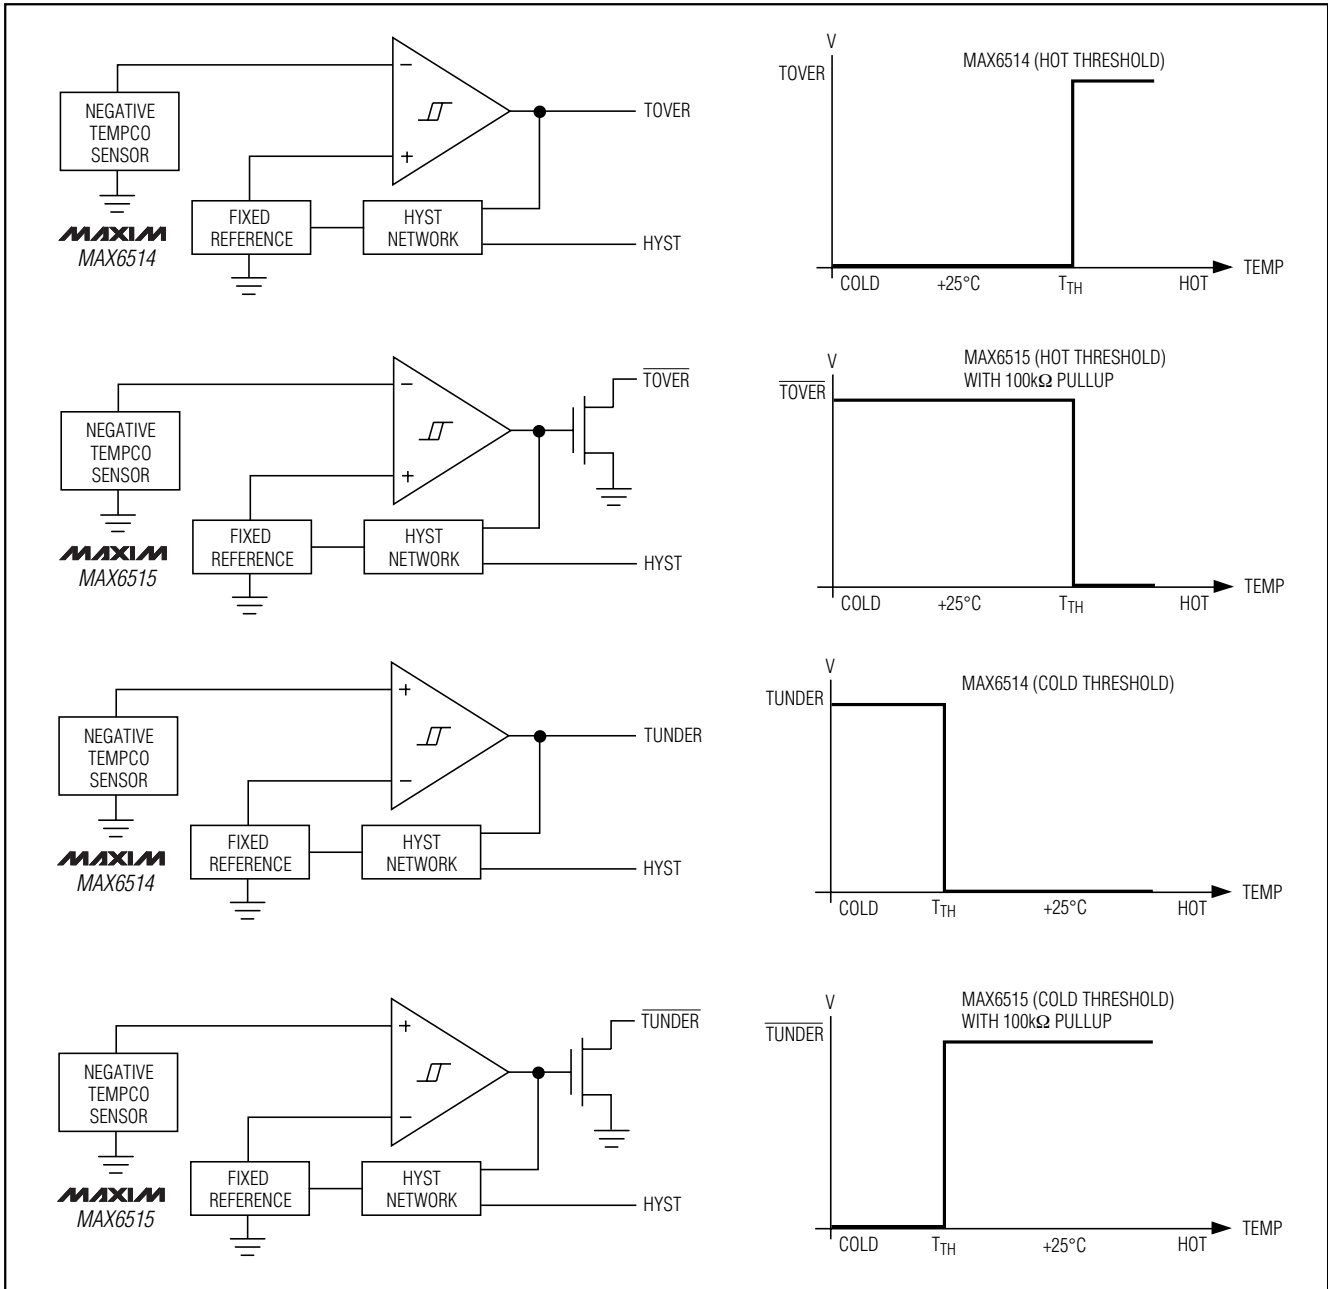 NEGATIVE
TEMPCO
SENSOR
−
+
TOVER
FIXED
REFERENCE
HYST
NETWORK
HYST
MAXIM
MAX6514
V
TOVER
MAX6514 (HOT THRESHOLD)
COLD
+25°C
TTH
HOT
TEMP
NEGATIVE
TEMPCO
SENSOR
−
+
TOVER
FIXED
REFERENCE
HYST
NETWORK
HYST
MAXIM
MAX6515
V
TOVER
MAX6515 (HOT THRESHOLD)
WITH 100kΩ PULLUP
COLD
+25°C
TTH
HOT
TEMP
NEGATIVE
TEMPCO
SENSOR
+
−
TUNDER
FIXED
REFERENCE
HYST
NETWORK
HYST
MAXIM
MAX6514
V
TUNDER
MAX6514 (COLD THRESHOLD)
COLD
TTH
+25°C
HOT
TEMP
NEGATIVE
TEMPCO
SENSOR
+
−
TUNDER
FIXED
REFERENCE
HYST
NETWORK
HYST
MAXIM
MAX6515
V
TUNDER
MAX6515 (COLD THRESHOLD)
WITH 100kΩ PULLUP
COLD
TTH
+25°C
HOT
TEMP